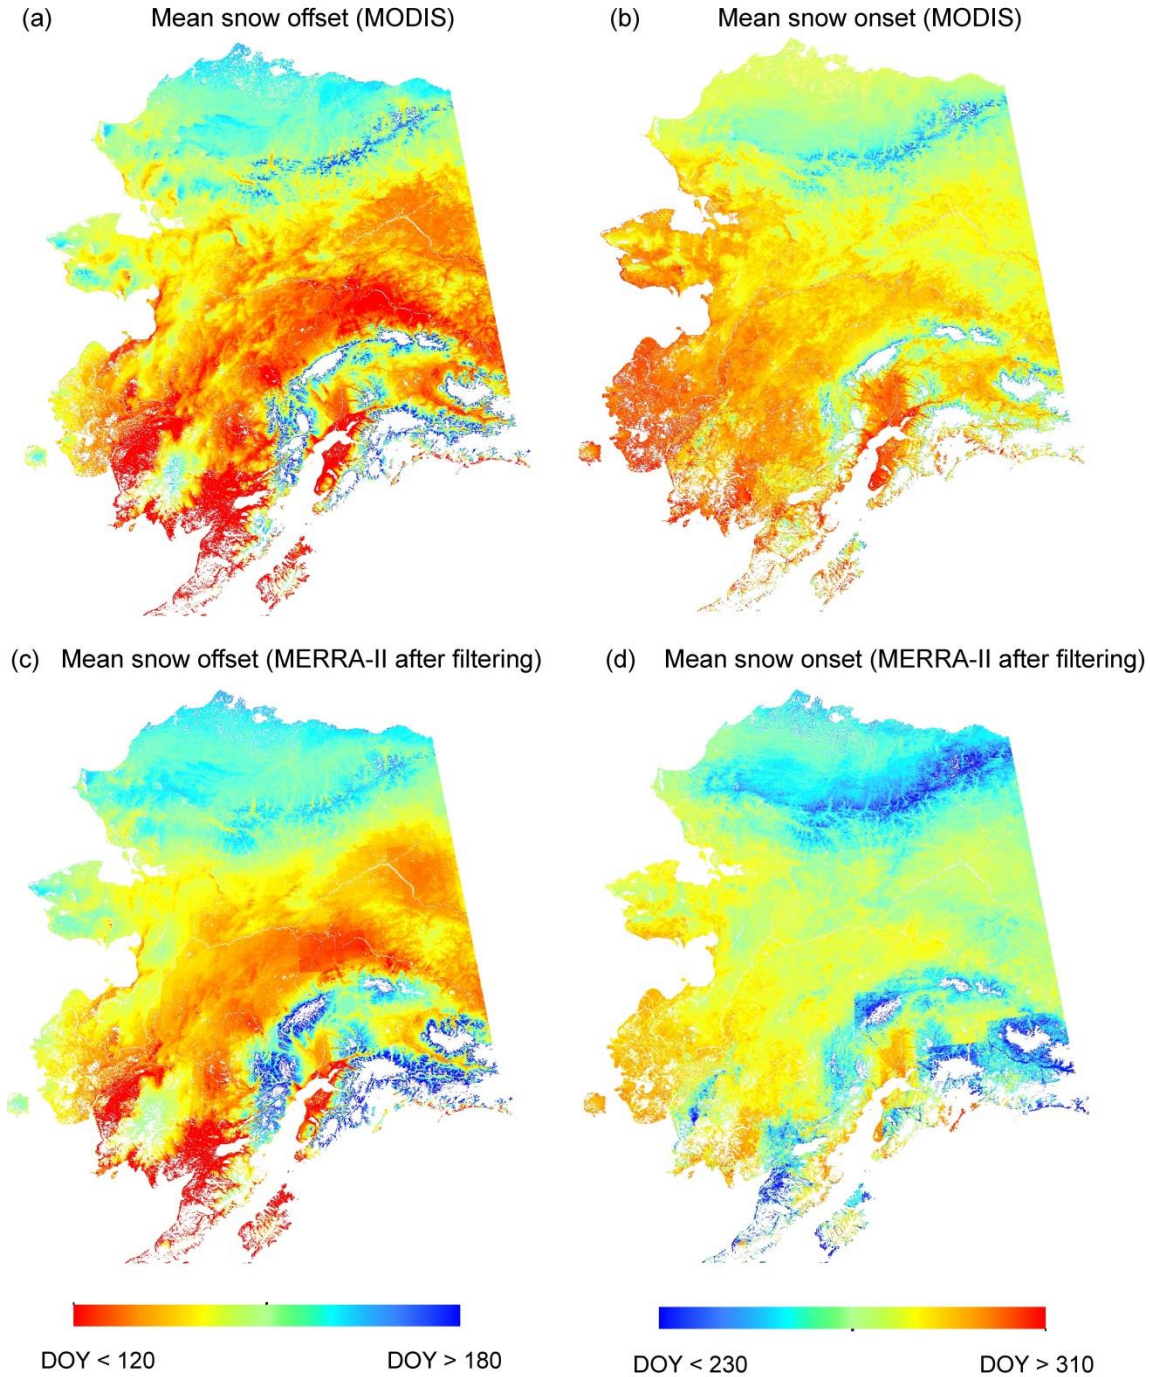 (a) Mean snow offset (MODIS)
(b) Mean snow onset (MODIS)
(c) Mean snow offset (MERRA-II after filtering)
(d) Mean snow onset (MERRA-II after filtering)
DOY < 120 DOY > 180
DOY < 230 DOY > 310